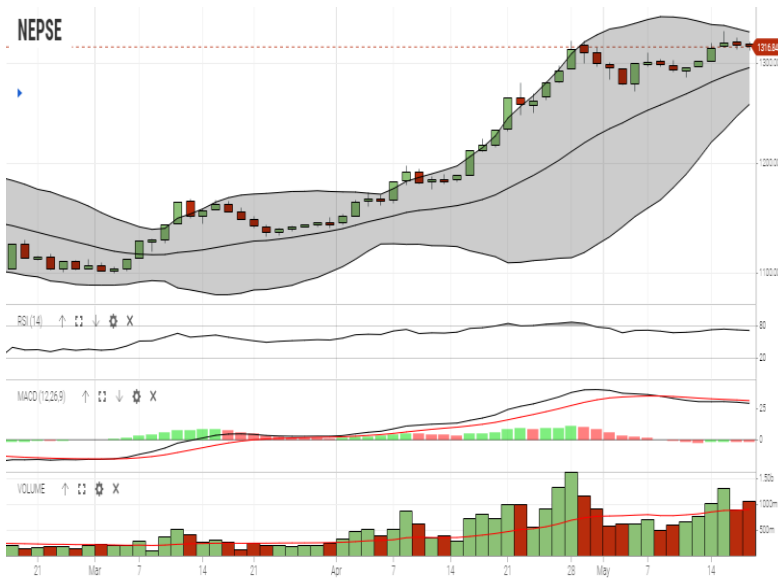 NEPSE
1316.84
1300.00
1200.00
1100.00
RSI (14)
80
20
MACD (12,26,9)
25
0
VOLUME
1.50b
1000m
500m
21 Mar 7 14 21 Apr 7 14 21 28 May 7 14